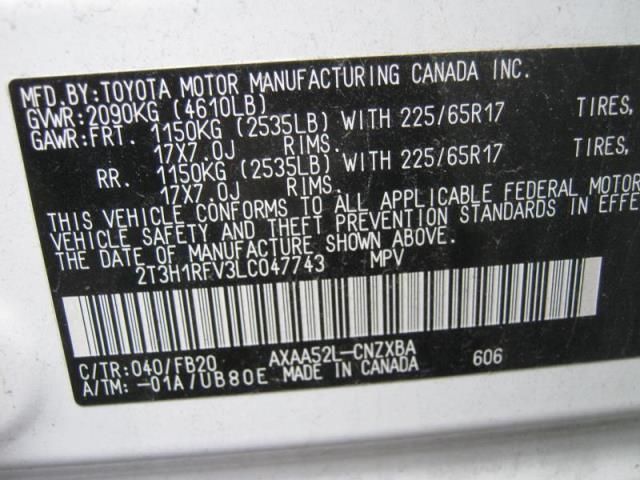 MFD.BY:TOYOTA MOTOR MANUFACTURING CANADA INC.
GVWR:2090KG (4610LB)
GAWR:FRT. 1150KG (2535LB) WITH 225/65R17 TIRES,
17X7.0J RIMS.
RR. 1150KG (2535LB) WITH 225/65R17 TIRES,
17X7.0J RIMS.
THIS VEHICLE CONFORMS TO ALL APPLICABLE FEDERAL MOTOR
VEHICLE SAFETY AND THEFT PREVENTION STANDARDS IN EFFE
THE DATE OF MANUFACTURE SHOWN ABOVE.
2T3H1RFV3LC047743 MPV
C/TR:040/FB20 AXAA52L-CNZXBA
A/TM:-01A/UB80E MADE IN CANADA 606